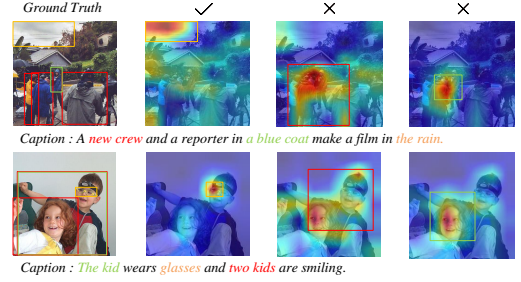 Ground Truth ✓ × ×
Caption : A new crew and a reporter in a blue coat make a film in the rain.
Caption : The kid wears glasses and two kids are smiling.